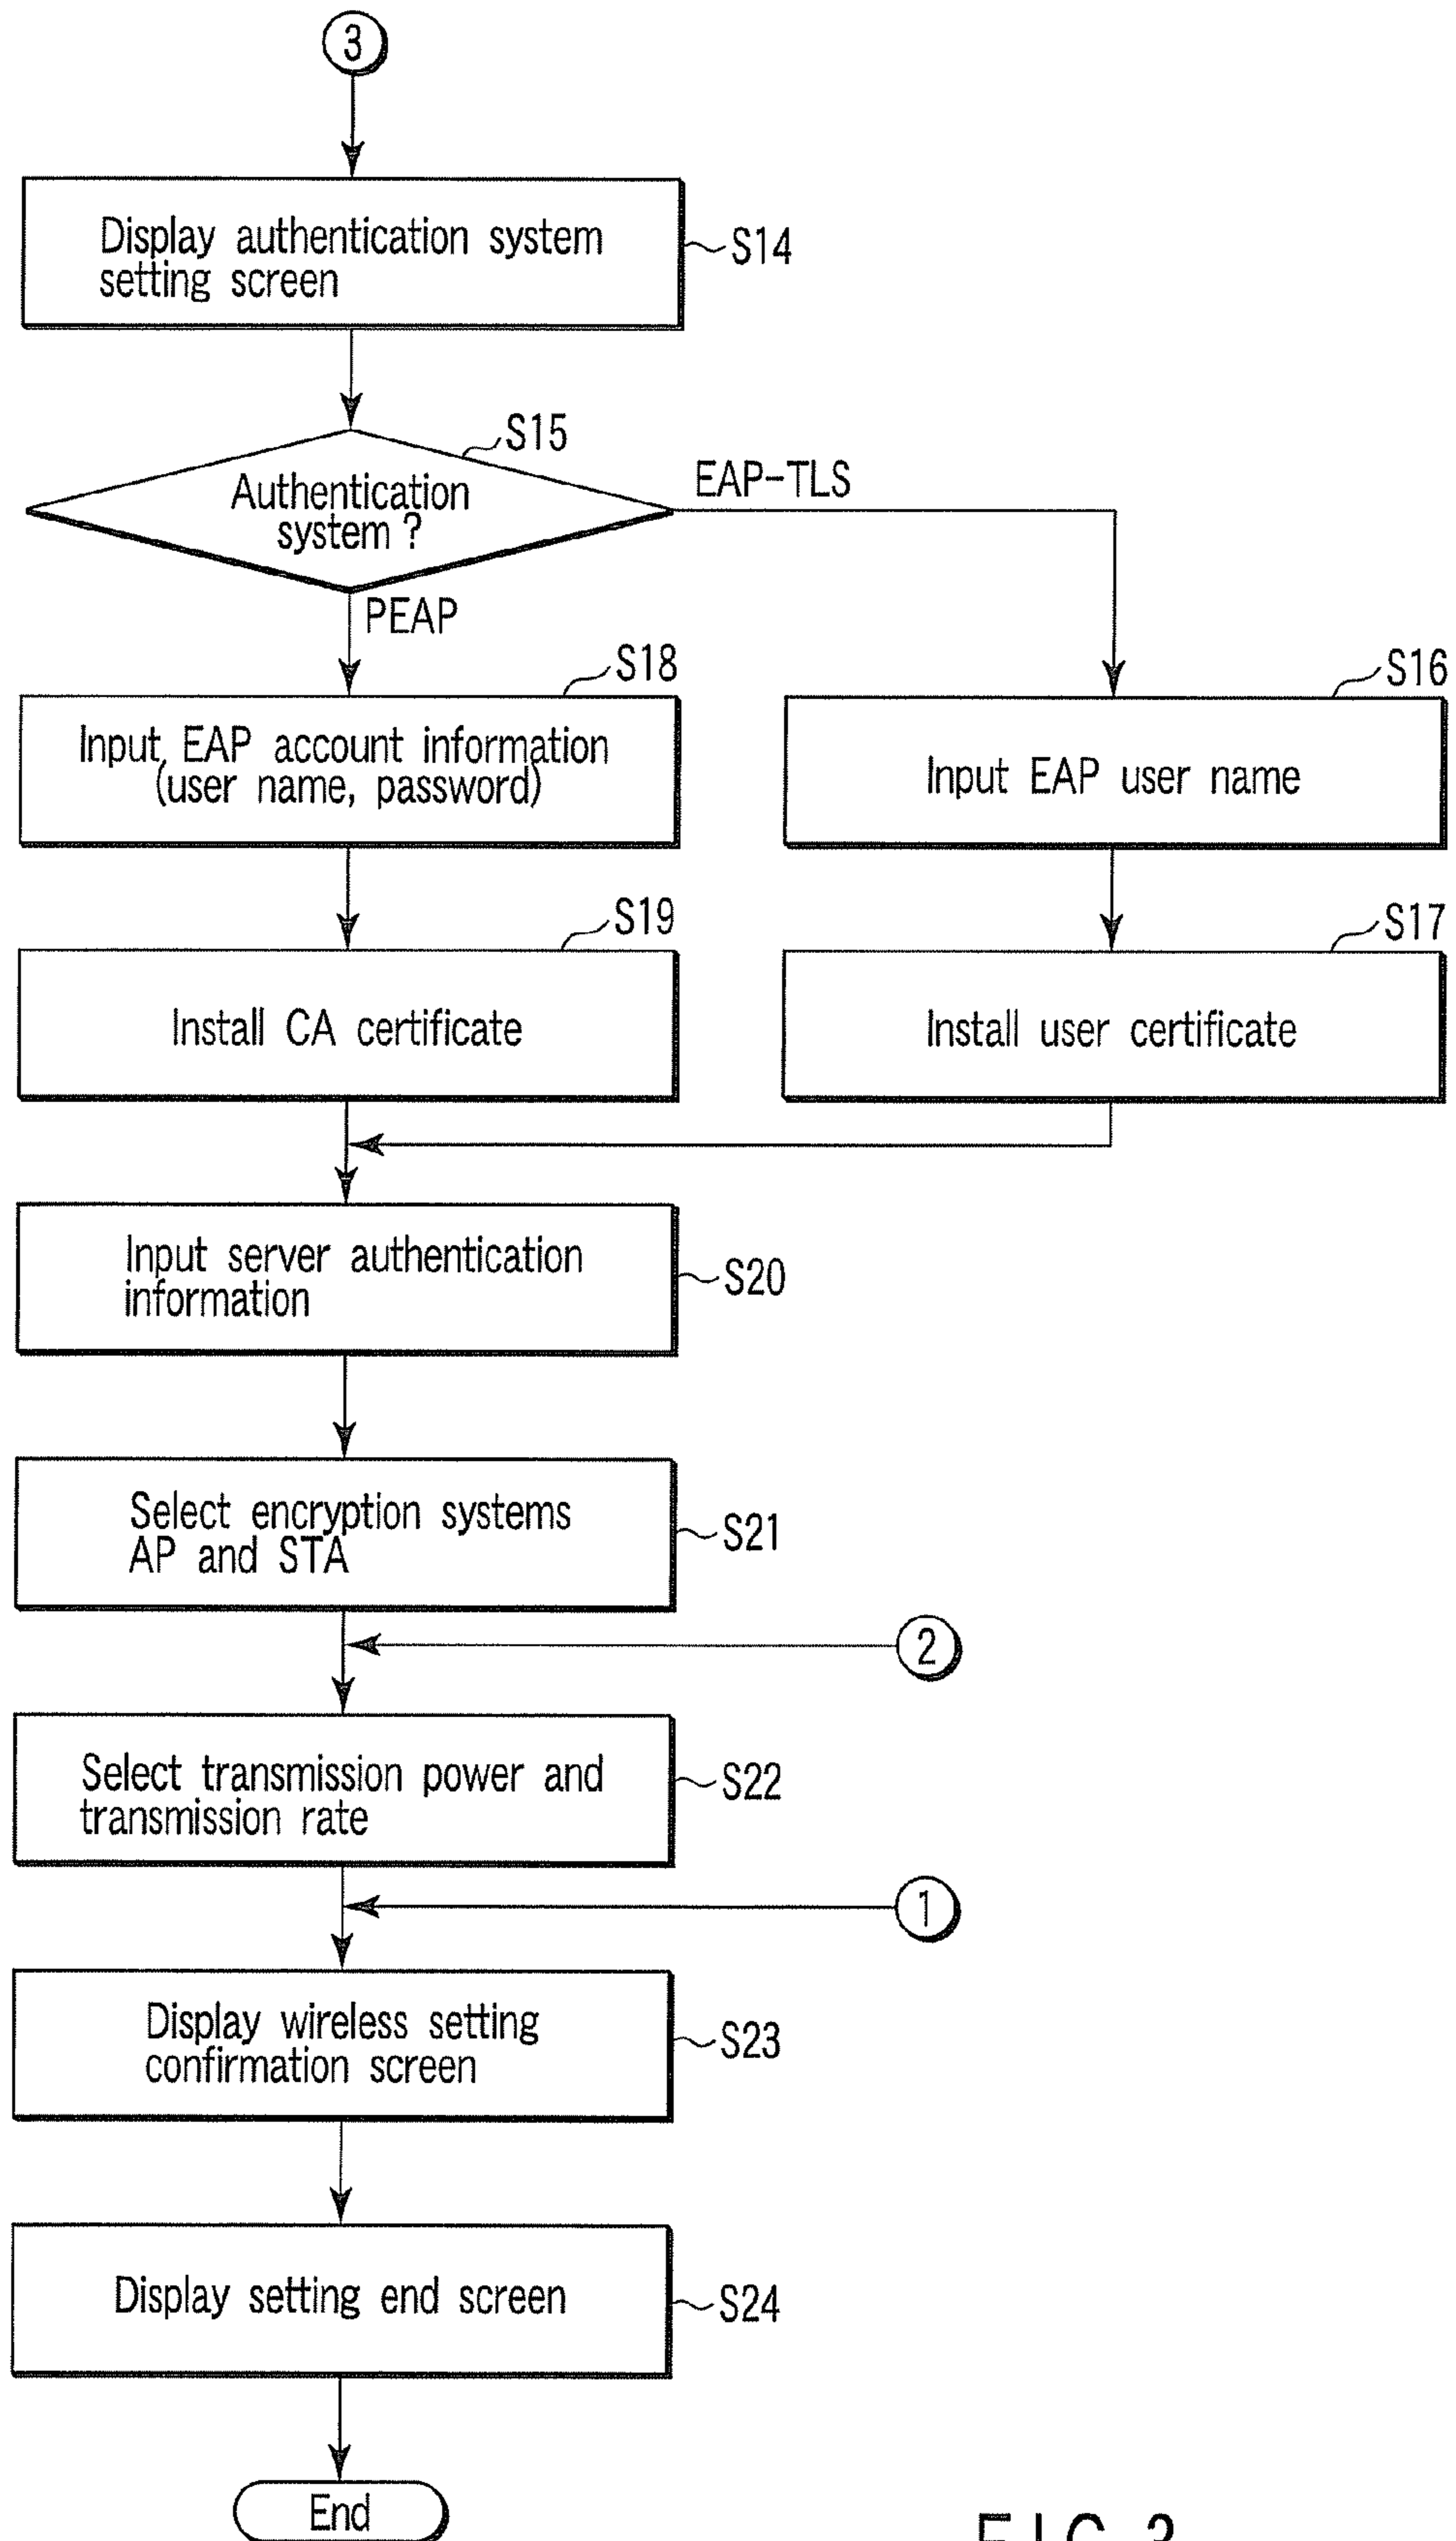 3
Display authentication system
setting screen
S14
S15
Authentication
system ?
EAP-TLS
PEAP
S18
Input EAP account information
(user name, password)
S16
Input EAP user name
S19
Install CA certificate
S17
Install user certificate
Input server authentication
information
S20
Select encryption systems
AP and STA
S21
2
Select transmission power and
transmission rate
S22
1
Display wireless setting
confirmation screen
S23
Display setting end screen
S24
End